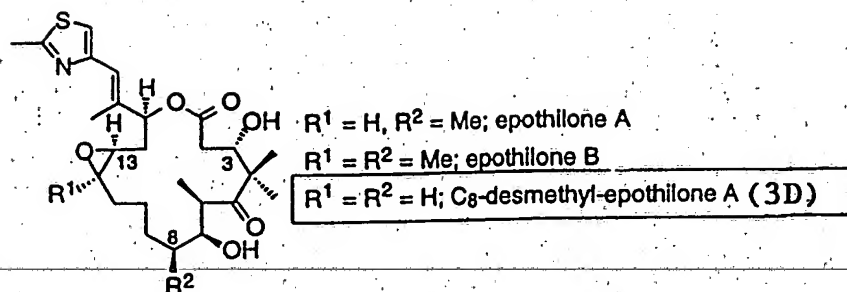 S
N
H
O
O
H
OH
R¹ = H, R² = Me; epothilone A
O
13
3
R¹ = R² = Me; epothilone B
R¹
O
R¹ = R² = H; C₈-desmethyl-epothilone A (3D)
8
OH
R²